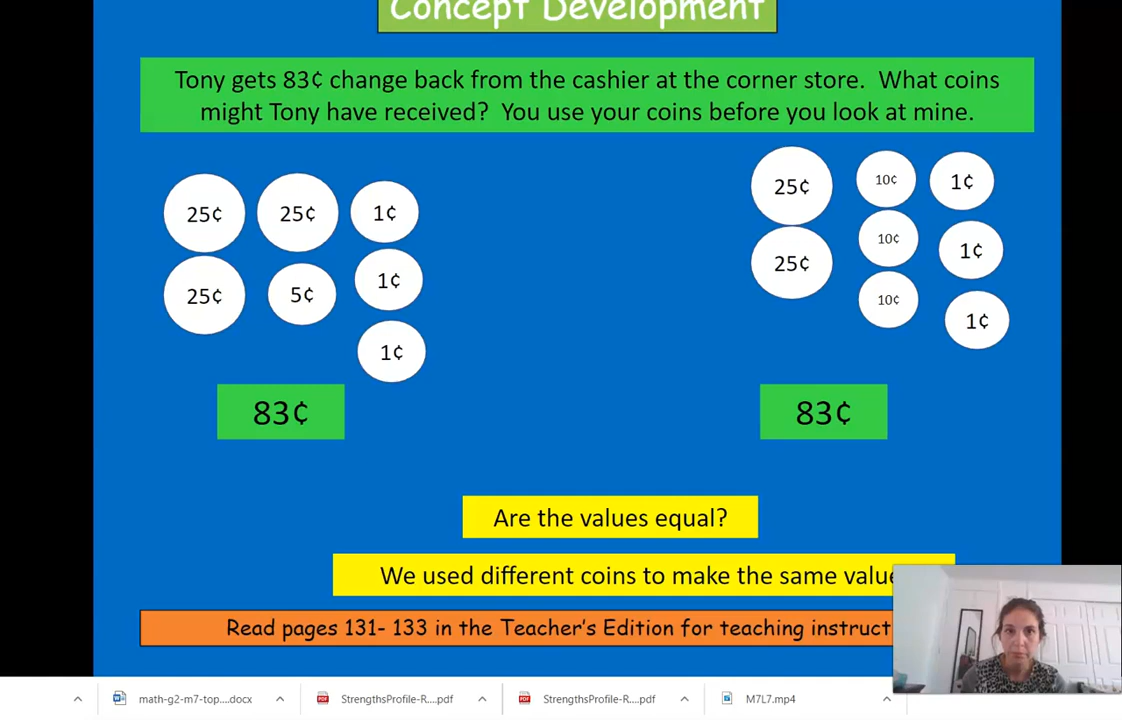 Concept Development
Tony gets 83¢ change back from the cashier at the corner store. What coins
might Tony have received? You use your coins before you look at mine.
25¢ 25¢ 1¢
25¢ 5¢ 1¢
1¢
83¢
25¢ 10¢ 1¢
25¢ 10¢ 1¢
10¢ 1¢
83¢
Are the values equal?
We used different coins to make the same value
Read pages 131- 133 in the Teacher's Edition for teaching instruct
math-g2-m7-top....docx
StrengthsProfile-R....pdf
StrengthsProfile-R....pdf
M7L7.mp4